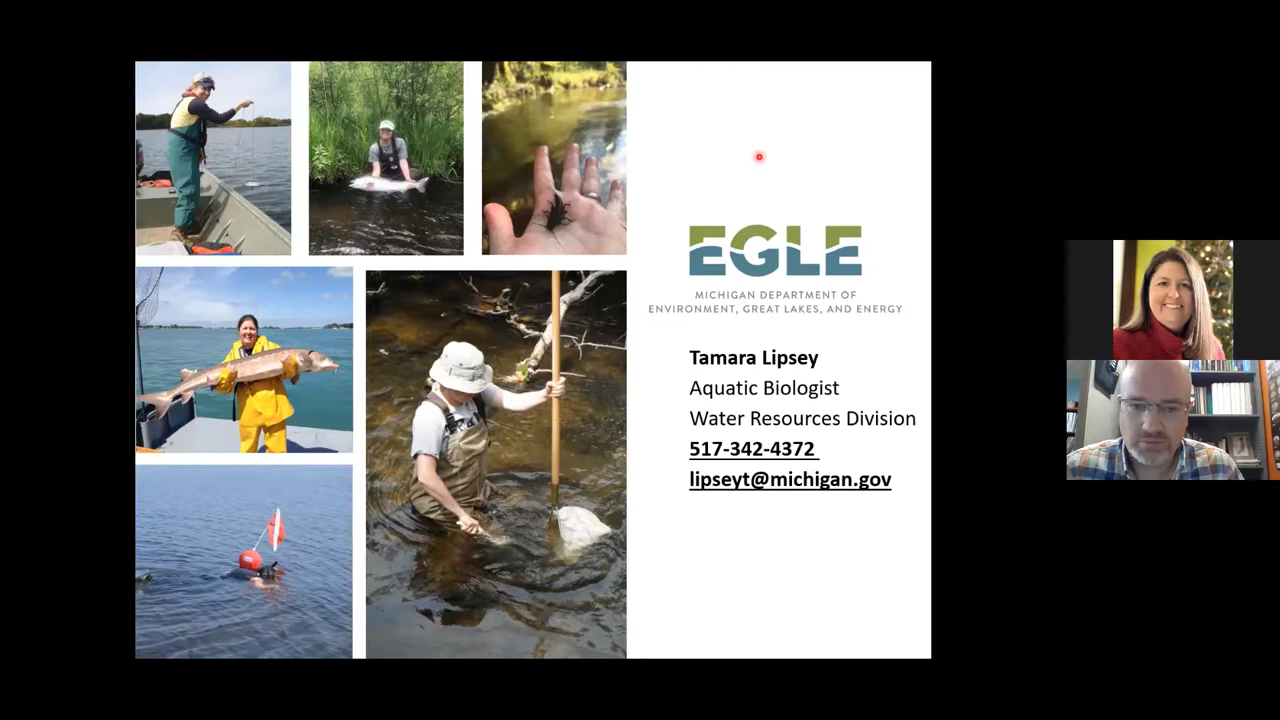 EGLE
MICHIGAN DEPARTMENT OF
ENVIRONMENT, GREAT LAKES, AND ENERGY
Tamara Lipsey
Aquatic Biologist
Water Resources Division
517-342-4372
lipseyt@michigan.gov